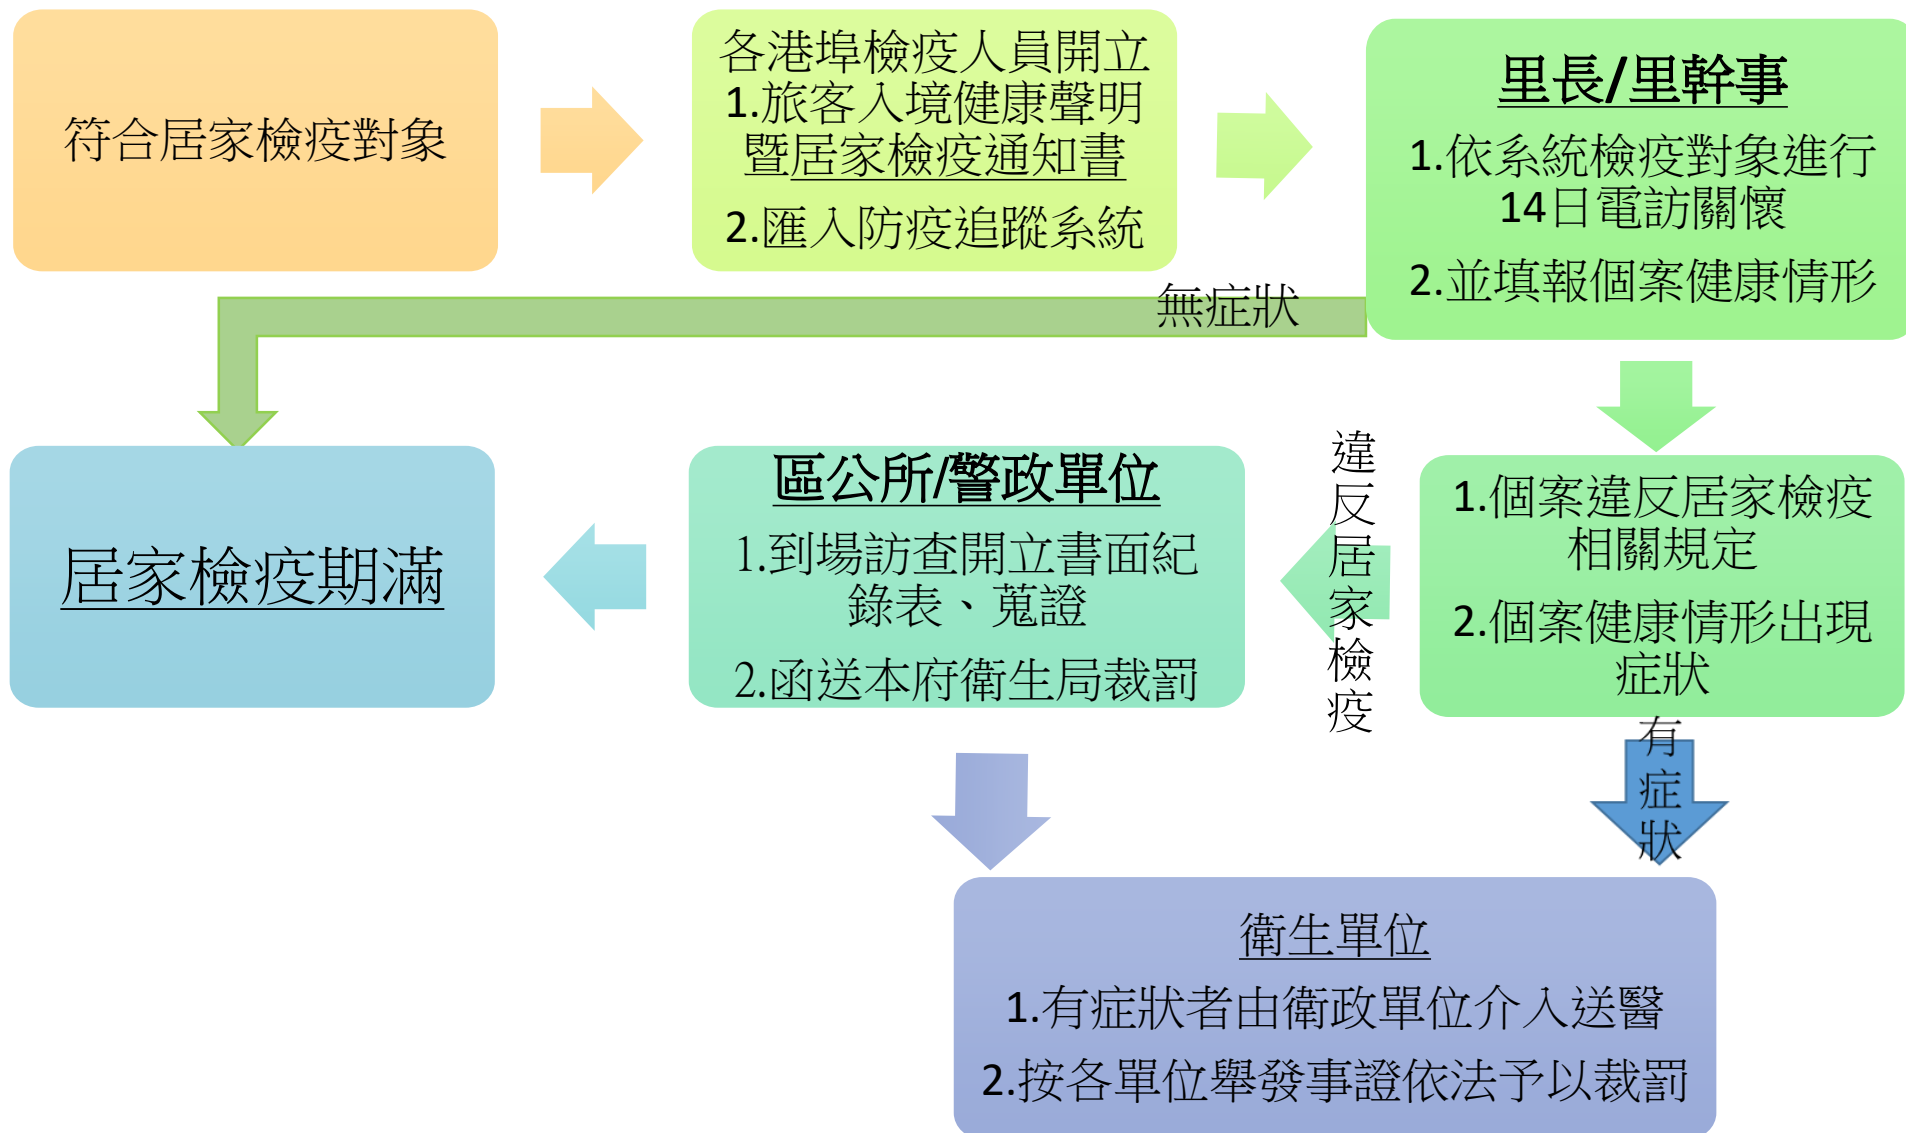 符合居家檢疫對象
各港埠檢疫人員開立
1.旅客入境健康聲明
暨居家檢疫通知書
2.匯入防疫追蹤系統
里長/里幹事
1.依系統檢疫對象進行
14日電訪關懷
2.並填報個案健康情形
無症狀
1.個案違反居家檢疫
相關規定
2.個案健康情形出現
症狀
違反居家檢疫
區公所/警政單位
1.到場訪查開立書面紀
錄表、蒐證
2.函送本府衛生局裁罰
居家檢疫期滿
有症狀
衛生單位
1.有症狀者由衛政單位介入送醫
2.按各單位舉發事證依法予以裁罰